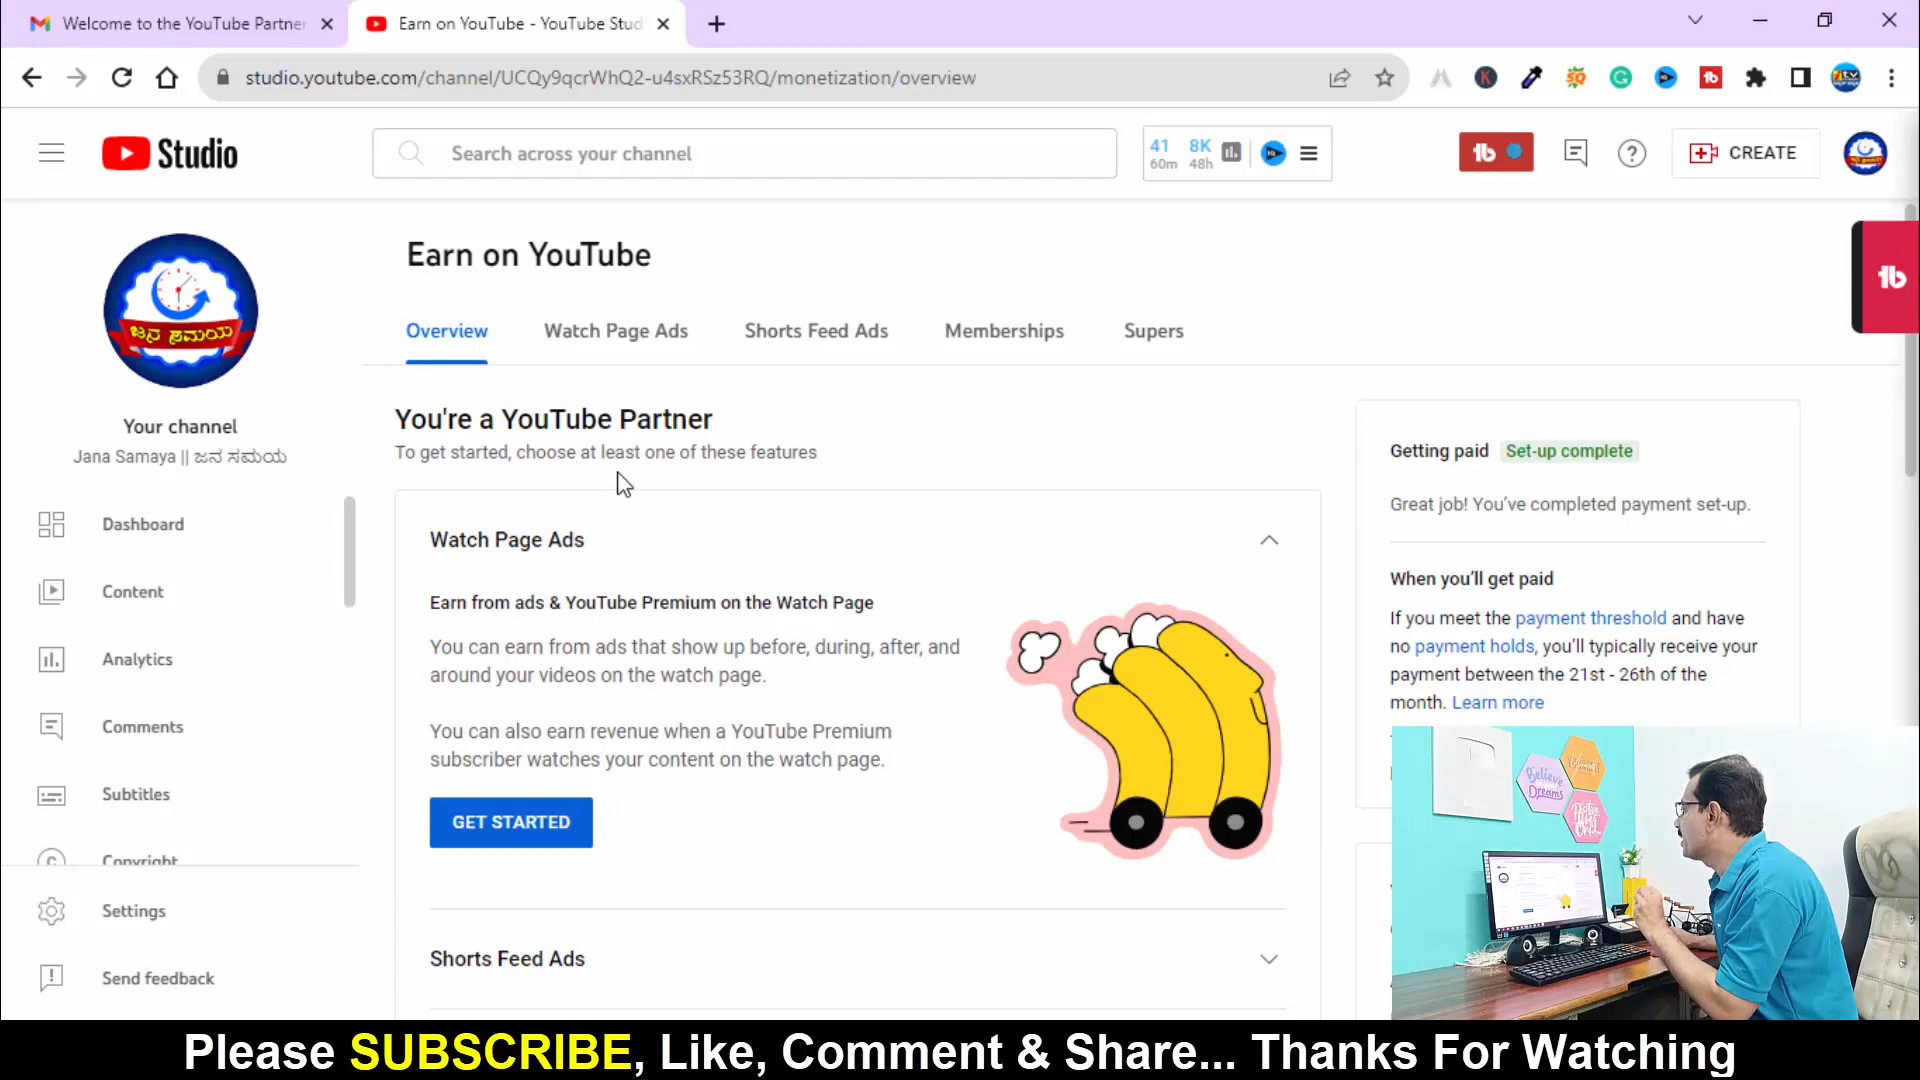 Welcome to the YouTube Partner
Earn on YouTube - YouTube Stud
studio.youtube.com/channel/UCQy9qcrWhQ2-u4sxRSz53RQ/monetization/overview
Studio
Search across your channel
41 8K
60m 48h
CREATE
ಜನ ಸಮಯ
Your channel
Jana Samaya || ಜನ ಸಮಯ
Dashboard
Content
Analytics
Comments
Subtitles
Copyright
Settings
Send feedback
Earn on YouTube
Overview Watch Page Ads Shorts Feed Ads Memberships Supers
You're a YouTube Partner
To get started, choose at least one of these features
Watch Page Ads
Earn from ads & YouTube Premium on the Watch Page
You can earn from ads that show up before, during, after, and
around your videos on the watch page.
You can also earn revenue when a YouTube Premium
subscriber watches your content on the watch page.
GET STARTED
Shorts Feed Ads
Getting paid Set-up complete
Great job! You've completed payment set-up.
When you'll get paid
If you meet the payment threshold and have
no payment holds, you'll typically receive your
payment between the 21st - 26th of the
month. Learn more
Believe
Dreams
Please SUBSCRIBE, Like, Comment & Share... Thanks For Watching